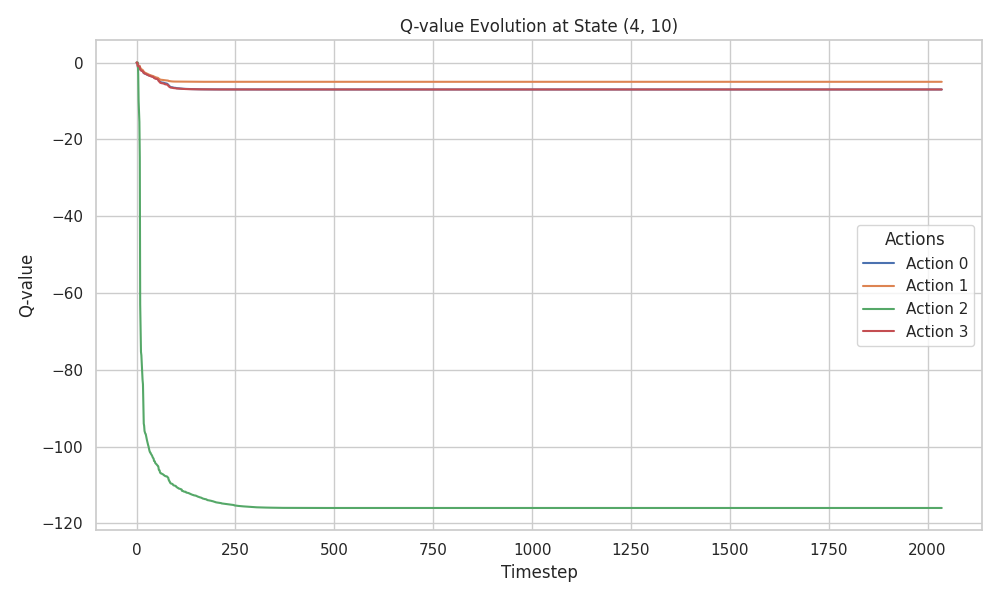 Q-value Evolution at State (4, 10)
Q-value
0
−20
−40
−60
−80
−100
−120
Actions
Action 0
Action 1
Action 2
Action 3
0 250 500 750 1000 1250 1500 1750 2000
Timestep